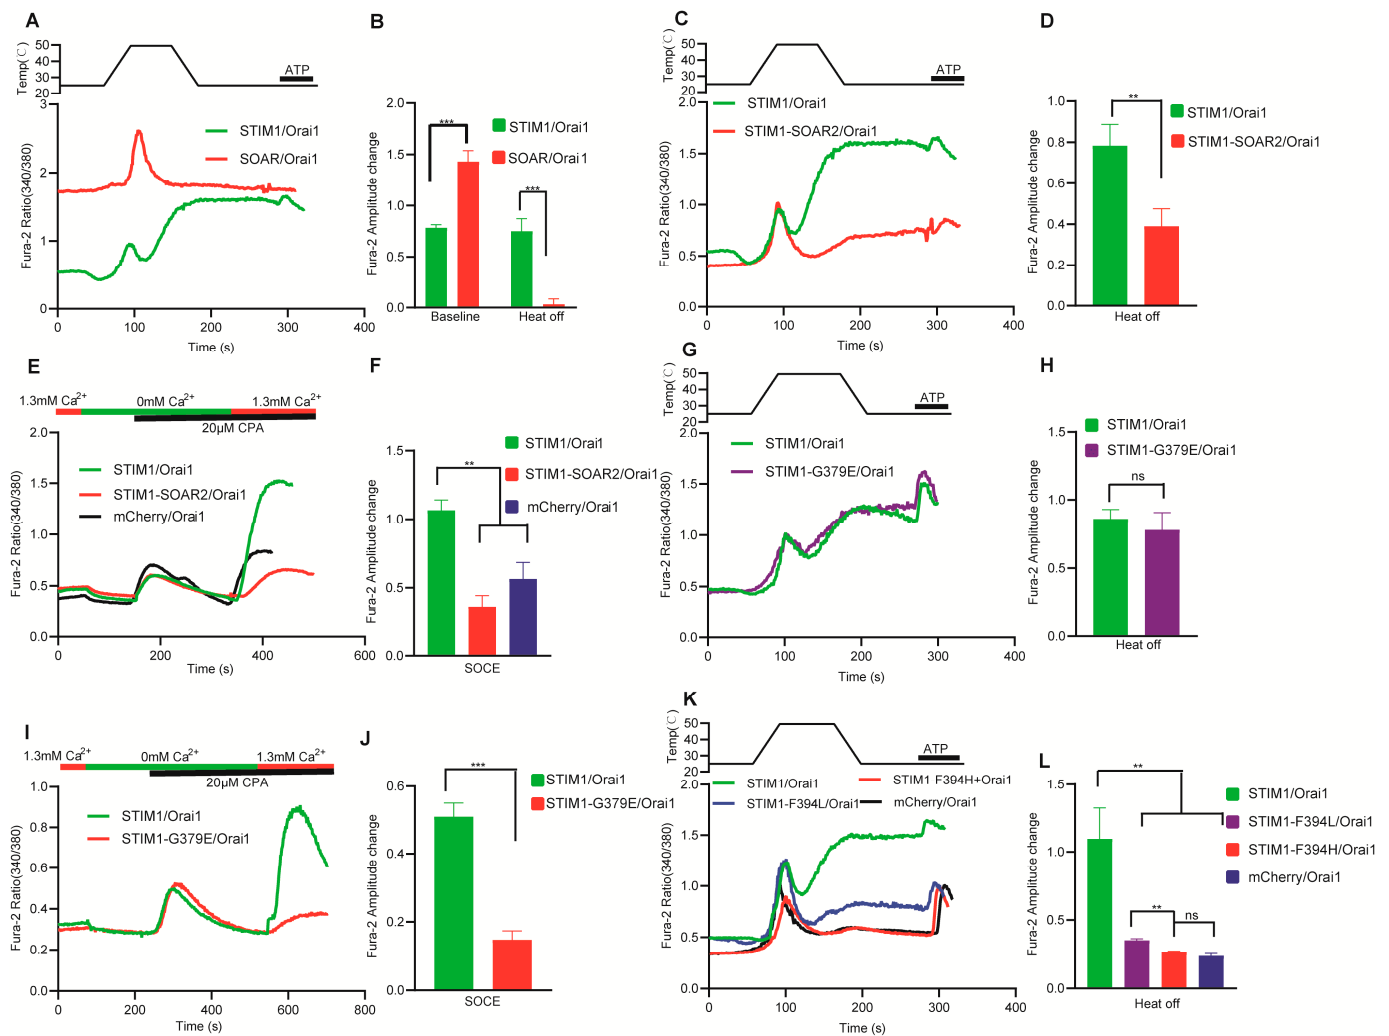 A
Temp(℃)
50
40
30
20
ATP
Fura-2 Ratio(340/380)
3
2
1
0
STIM1/Orai1
SOAR/Orai1
0
100
200
300
400
Time (s)
B
Fura-2 Amplitude change
2.0
1.5
1.0
0.5
0.0
***
***
STIM1/Orai1
SOAR/Orai1
Baseline
Heat off
C
Temp(℃)
50
40
30
20
ATP
Fura-2 Ratio(340/380)
2.0
1.5
1.0
0.5
0.0
STIM1/Orai1
STIM1-SOAR2/Orai1
0
100
200
300
400
Time (s)
D
Fura-2 Amplitude change
1.0
0.8
0.6
0.4
0.2
0.0
**
STIM1/Orai1
STIM1-SOAR2/Orai1
Heat off
E
1.3mM Ca2+
0mM Ca2+
1.3mM Ca2+
20μM CPA
Fura-2 Ratio(340/380)
2.0
1.5
1.0
0.5
0.0
STIM1/Orai1
STIM1-SOAR2/Orai1
mCherry/Orai1
0
200
400
600
Time (s)
F
Fura-2 Amplitude change
1.5
1.0
0.5
0.0
**
STIM1/Orai1
STIM1-SOAR2/Orai1
mCherry/Orai1
SOCE
G
Temp(℃)
50
40
30
20
ATP
Fura-2 Ratio(340/380)
2.0
1.5
1.0
0.5
0.0
STIM1/Orai1
STIM1-G379E/Orai1
0
100
200
300
400
Time (s)
H
Fura-2 Amplitude change
1.5
1.0
0.5
0.0
STIM1/Orai1
STIM1-G379E/Orai1
ns
Heat off
I
1.3mM Ca2+
0mM Ca2+
1.3mM Ca2+
20μM CPA
Fura-2 Ratio(340/380)
1.0
0.8
0.6
0.4
0.2
0.0
STIM1/Orai1
STIM1-G379E/Orai1
0
200
400
600
800
Time (s)
J
Fura-2 Amplitude change
0.6
0.4
0.2
0.0
***
STIM1/Orai1
STIM1-G379E/Orai1
SOCE
K
Temp(℃)
50
40
30
20
ATP
Fura-2 Ratio(340/380)
2.0
1.5
1.0
0.5
0.0
STIM1/Orai1
STIM1 F394H+Orai1
STIM1-F394L/Orai1
mCherry/Orai1
0
100
200
300
400
Time (s)
L
Fura-2 Amplitude change
1.5
1.0
0.5
0.0
**
**
ns
STIM1/Orai1
STIM1-F394L/Orai1
STIM1-F394H/Orai1
mCherry/Orai1
Heat off